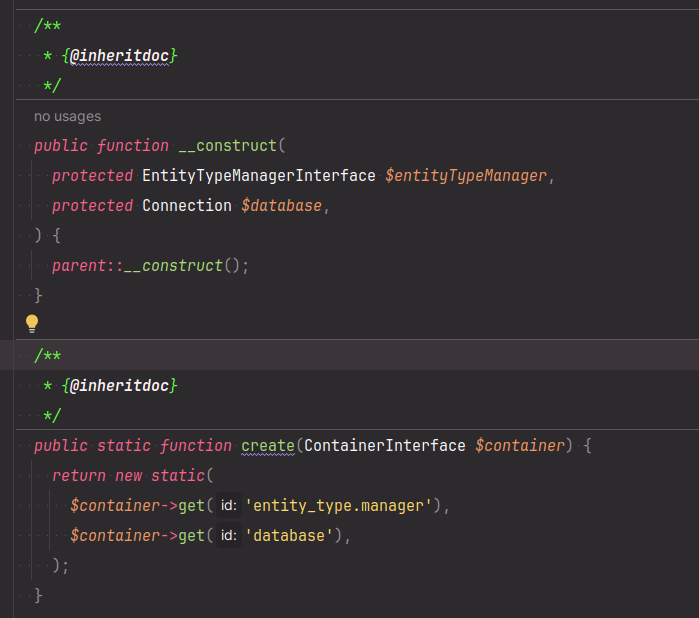 /**
* {@inheritdoc}
*/
no usages
public function __construct(
protected EntityTypeManagerInterface $entityTypeManager,
protected Connection $database,
) {
parent::__construct();
}
/**
* {@inheritdoc}
*/
public static function create(ContainerInterface $container) {
return new static(
$container->get( id: 'entity_type.manager'),
$container->get( id: 'database'),
);
}